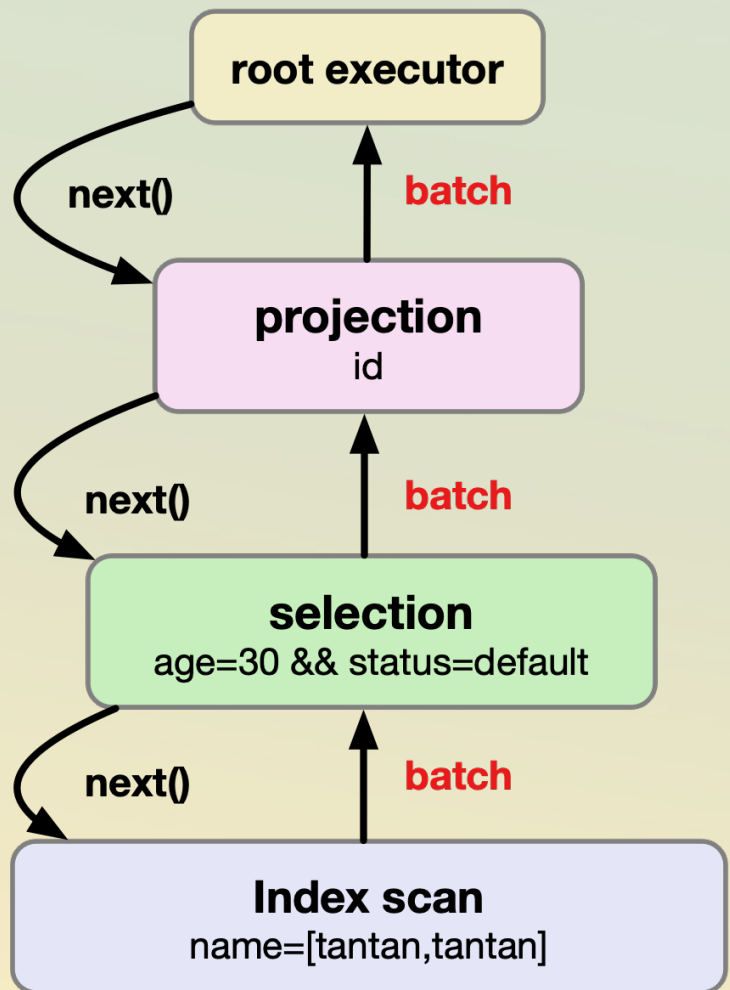 root executor
next()
batch
projection
id
next()
batch
selection
age=30 && status=default
next()
batch
Index scan
name=[tantan,tantan]